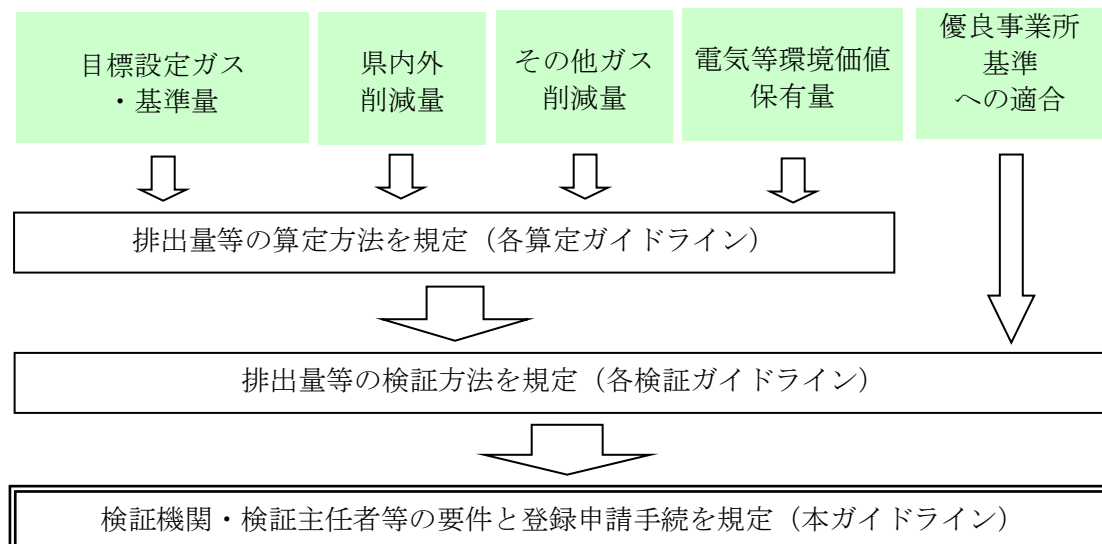 目標設定ガス
・基準量
県内外
削減量
その他ガス
削減量
電気等環境価値
保有量
優良事業所
基準
への適合
排出量等の算定方法を規定（各算定ガイドライン）
排出量等の検証方法を規定（各検証ガイドライン）
検証機関・検証主任者等の要件と登録申請手続を規定（本ガイドライン）